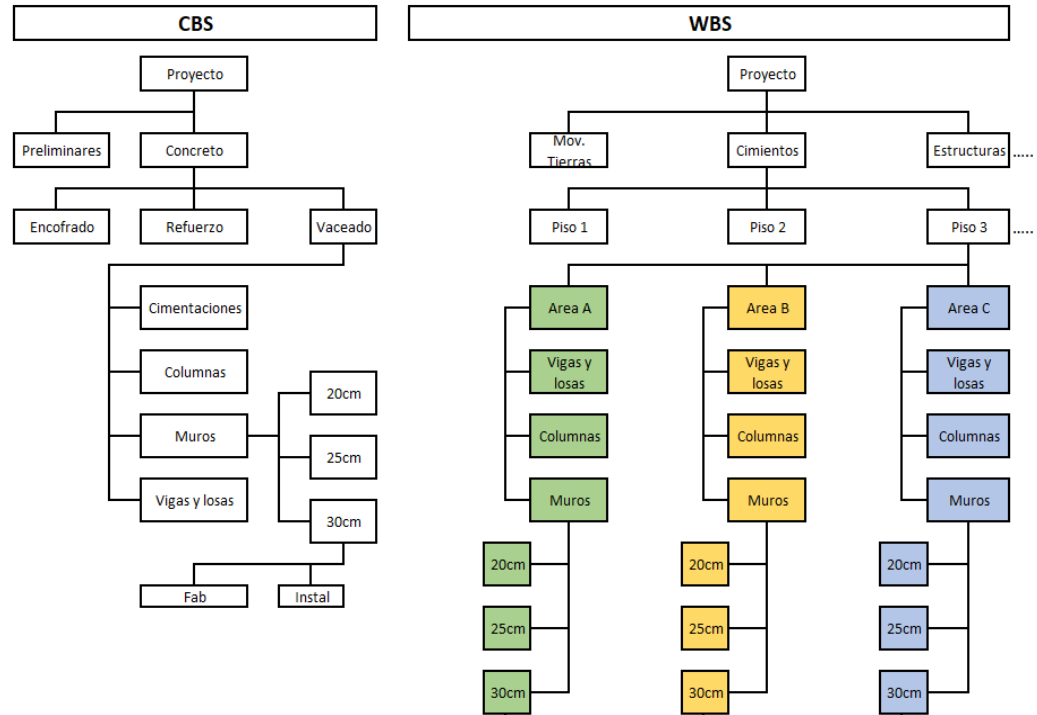 CBS
WBS
Proyecto
Proyecto
Preliminares
Concreto
Mov.
Tierras
Cimientos
Estructuras
.....
Encofrado
Refuerzo
Vaceado
Piso 1
Piso 2
Piso 3
.....
Cimentaciones
Area A
Area B
Area C
Columnas
20cm
Vigas y
losas
Vigas y
losas
Vigas y
losas
Muros
25cm
Columnas
Columnas
Columnas
Vigas y losas
30cm
Muros
Muros
Muros
Fab
Instal
20cm
20cm
20cm
25cm
25cm
25cm
30cm
30cm
30cm